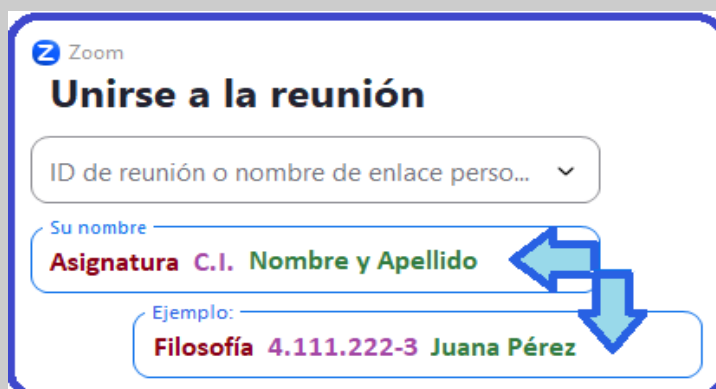 Zoom
Unirse a la reunión
ID de reunión o nombre de enlace perso...
Su nombre
Asignatura C.I. Nombre y Apellido
Ejemplo:
Filosofía 4.111.222-3 Juana Pérez